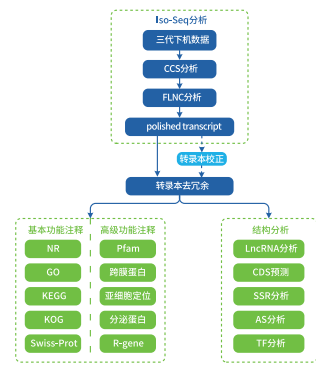 Iso-Seq分析
三代下机数据
CCS分析
FLNC分析
polished transcript
转录本校正
转录本去冗余
基本功能注释
NR
GO
KEGG
KOG
Swiss-Prot
高级功能注释
Pfam
跨膜蛋白
亚细胞定位
分泌蛋白
R-gene
结构分析
LncRNA分析
CDS预测
SSR分析
AS分析
TF分析